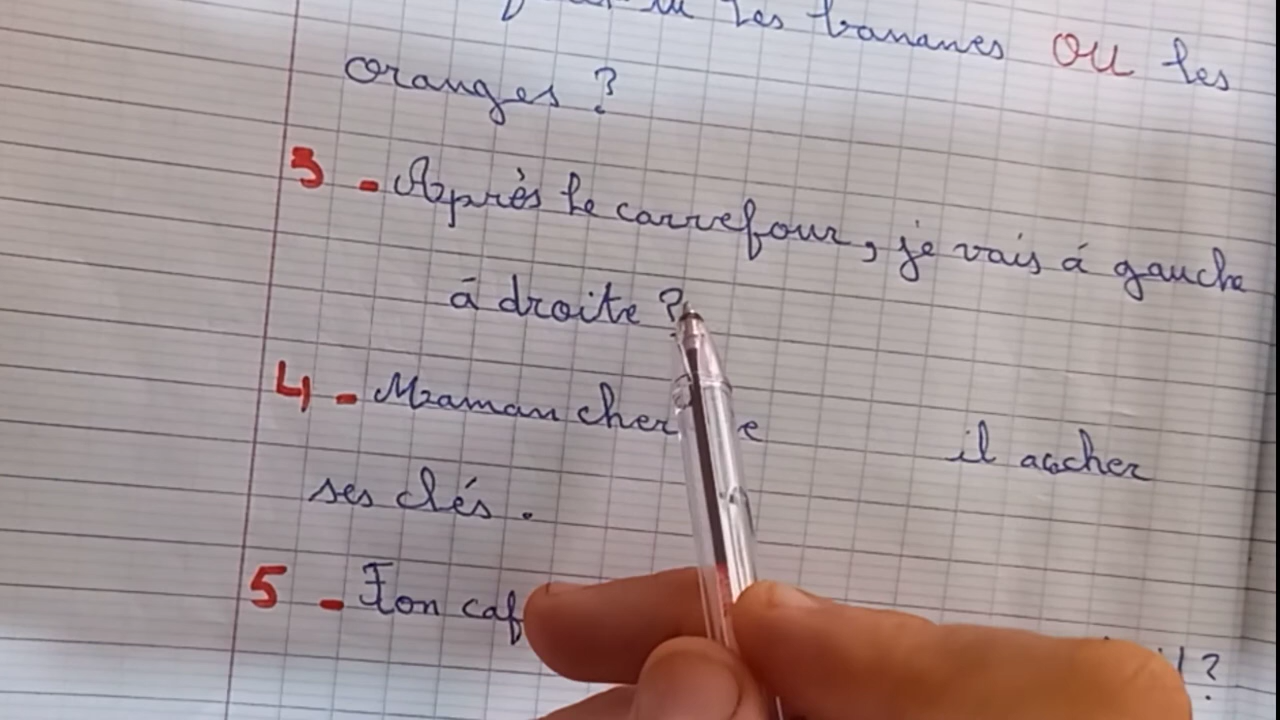 les bananes ou les
oranges ?
3 - Après le carrefour, je vais á gauche
á droite ?
4 - Maman cher e il accher
ses clés .
5 - Ton caf ?